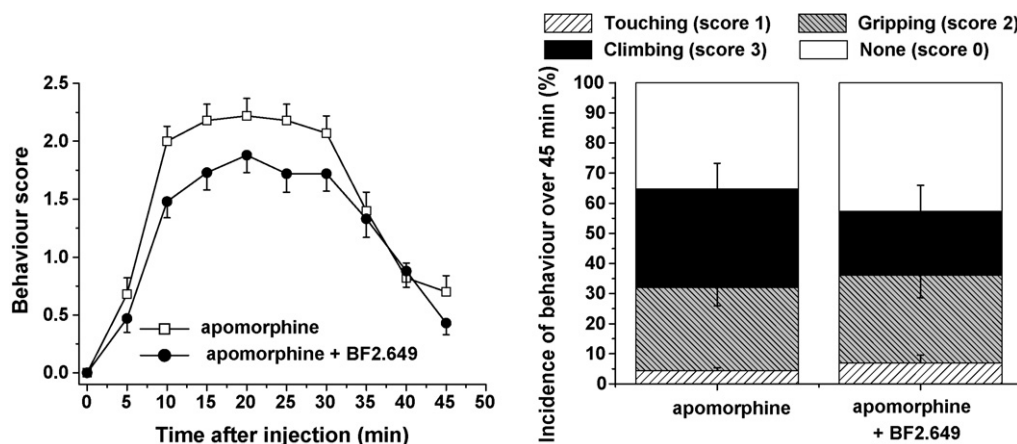 Behaviour score
2.5
2.0
1.5
1.0
0.5
0.0
apomorphine
apomorphine + BF2.649
0 5 10 15 20 25 30 35 40 45 50
Time after injection (min)
Touching (score 1) Gripping (score 2)
Climbing (score 3) None (score 0)
Incidence of behaviour over 45 min (%)
100
90
80
70
60
50
40
30
20
10
0
apomorphine apomorphine
+ BF2.649